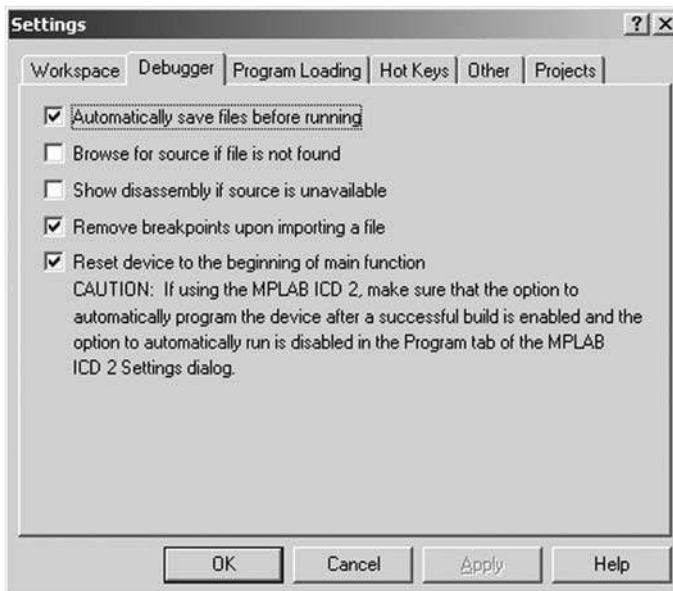 Settings
Workspace Debugger Program Loading Hot Keys Other Projects
Automatically save files before running
Browse for source if file is not found
Show disassembly if source is unavailable
Remove breakpoints upon importing a file
Reset device to the beginning of main function
CAUTION: If using the MPLAB ICD 2, make sure that the option to
automatically program the device after a successful build is enabled and the
option to automatically run is disabled in the Program tab of the MPLAB
ICD 2 Settings dialog.
OK Cancel Apply Help